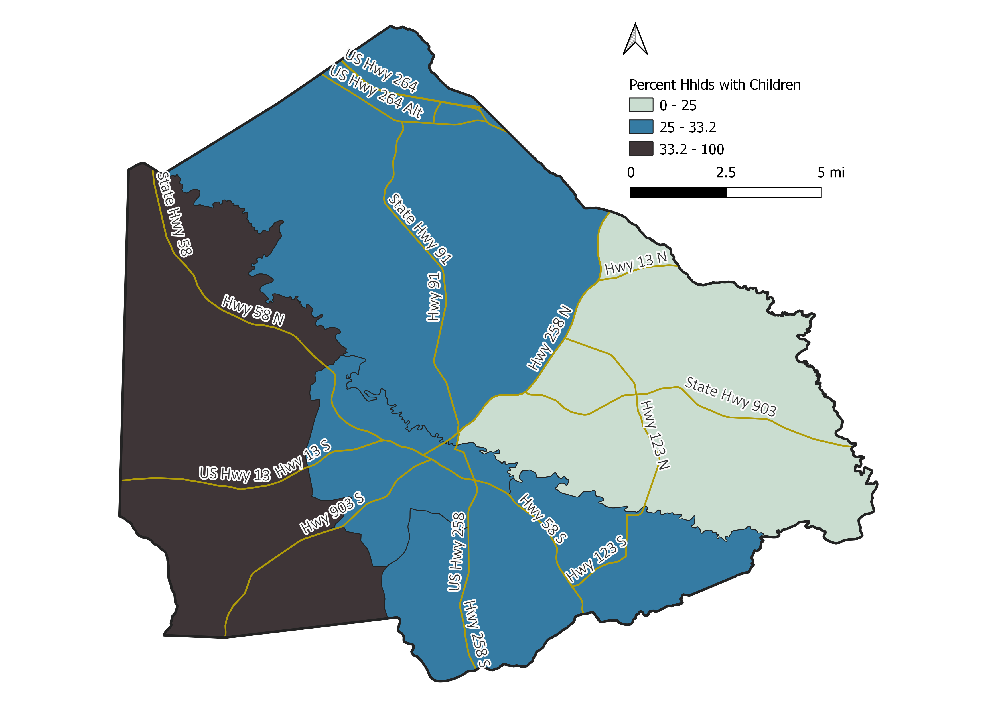 US Hwy 264
US Hwy 264 Alt
Percent Hhlds with Children
0 - 25
25 - 33.2
33.2 - 100
0 2.5 5 mi
State Hwy 58
State Hwy 91
Hwy 13 N
Hwy 91
Hwy 58 N
Hwy 258 N
State Hwy 903
Hwy 123 N
US Hwy 13
Hwy 13 S
Hwy 903 S
Hwy 58 S
US Hwy 258
Hwy 123 S
Hwy 258 S